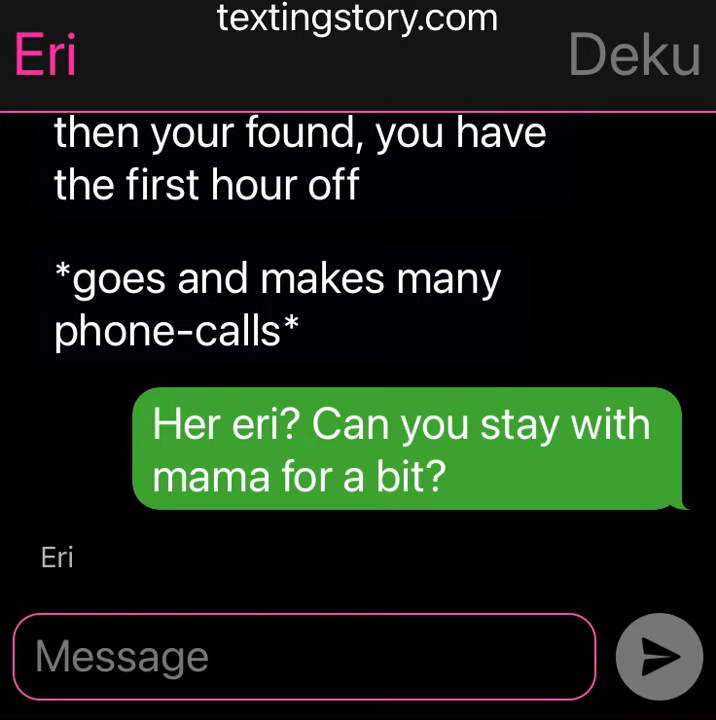 textingstory.com
Eri
Deku
then your found, you have
the first hour off
*goes and makes many
phone-calls*
Her eri? Can you stay with
mama for a bit?
Eri
Message